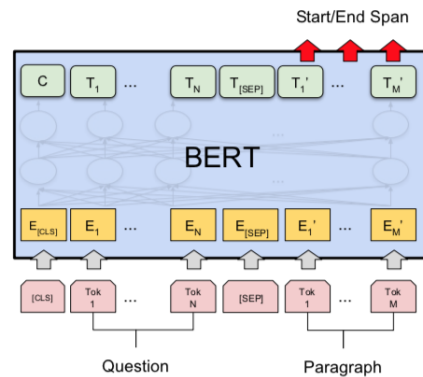 Start/End Span
C T1 ... TN T[SEP] T1' ... TM'
...
BERT
...
E[CLS] E1 ... EN E[SEP] E1' ... EM'
[CLS] Tok 1 ... Tok N [SEP] Tok 1 ... Tok M
Question Paragraph